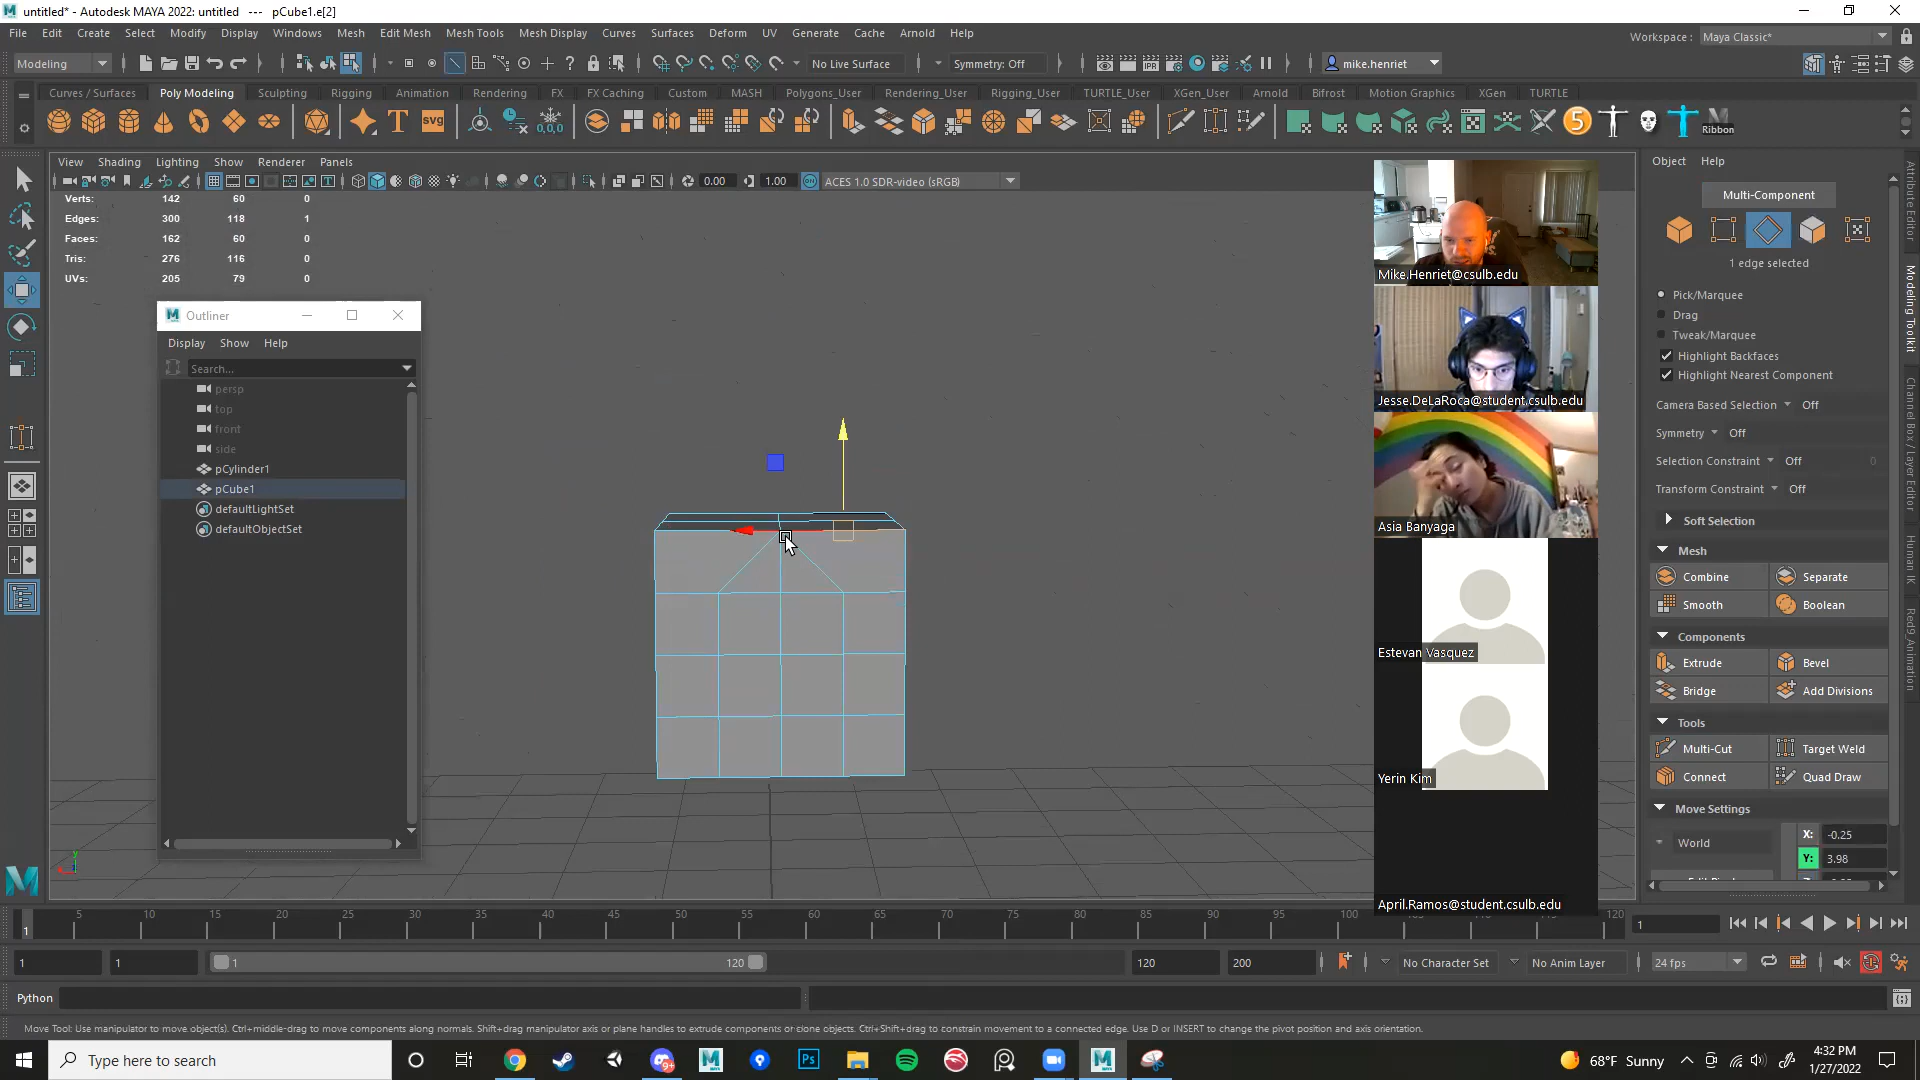 untitled* - Autodesk MAYA 2022: untitled --- pCube1.e[2]
File Edit Create Select Modify Display Windows Mesh Edit Mesh Mesh Tools Mesh Display Curves Surfaces Deform UV Generate Cache Arnold Help
Workspace : Maya Classic*
Modeling No Live Surface Symmetry: Off mike.henriet
Curves / Surfaces Poly Modeling Sculpting Rigging Animation Rendering FX FX Caching Custom MASH Polygons_User Rendering_User Rigging_User TURTLE_User XGen_User Arnold Bifrost Motion Graphics XGen TURTLE
T SVG 0,0,0 5 Ribbon
View Shading Lighting Show Renderer Panels
0.00 1.00 ACES 1.0 SDR-video (sRGB)
Verts: 142 60 0
Edges: 300 118 1
Faces: 162 60 0
Tris: 276 116 0
UVs: 205 79 0
Outliner
Display Show Help
Search...
persp
top
front
side
pCylinder1
pCube1
defaultLightSet
defaultObjectSet
Mike.Henriet@csulb.edu
Jesse.DeLaRoca@student.csulb.edu
Asia Banyaga
Estevan Vasquez
Yerin Kim
April.Ramos@student.csulb.edu
Object Help
Multi-Component
1 edge selected
Pick/Marquee
Drag
Tweak/Marquee
Highlight Backfaces
Highlight Nearest Component
Camera Based Selection Off
Symmetry Off
Selection Constraint Off 0
Transform Constraint Off
Soft Selection
Mesh
Combine Separate
Smooth Boolean
Components
Extrude Bevel
Bridge Add Divisions
Tools
Multi-Cut Target Weld
Connect Quad Draw
Move Settings
World X: -0.25
Y: 3.98
Attribute Editor
Modeling Toolkit
Channel Box / Layer Editor
Human IK
Red9_Animation
5 10 15 20 25 30 35 40 45 50 55 60 65 70 75 80 85 90 95 100 105 110 115 120
1 1
1 1 1 120 120 200 No Character Set No Anim Layer 24 fps
Python
Move Tool: Use manipulator to move object(s). Ctrl+middle-drag to move components along normals. Shift+drag manipulator axis or plane handles to extrude components or clone objects. Ctrl+Shift+drag to constrain movement to a connected edge. Use D or INSERT to change the pivot position and axis orientation.
Type here to search
68°F Sunny
4:32 PM
1/27/2022